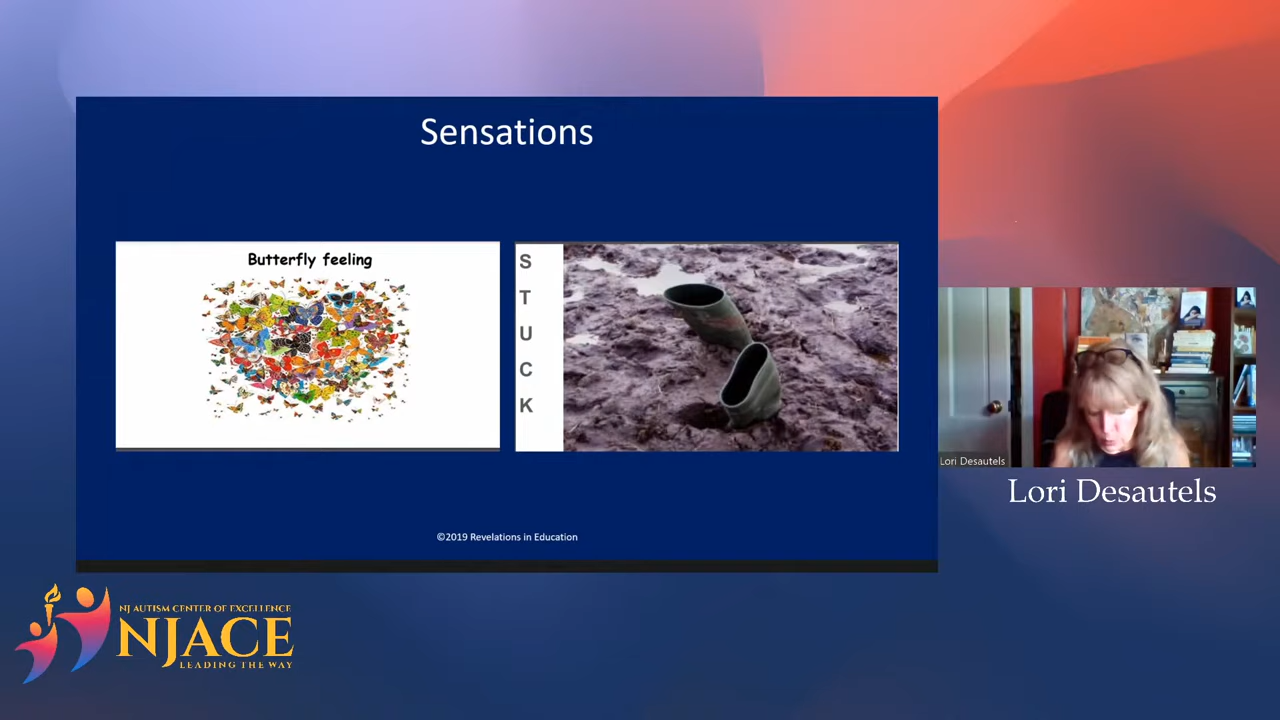 Sensations
Butterfly feeling
S
T
U
C
K
©2019 Revelations in Education
Lori Desautels
Lori Desautels
NJ AUTISM CENTER OF EXCELLENCE
NJACE
LEADING THE WAY